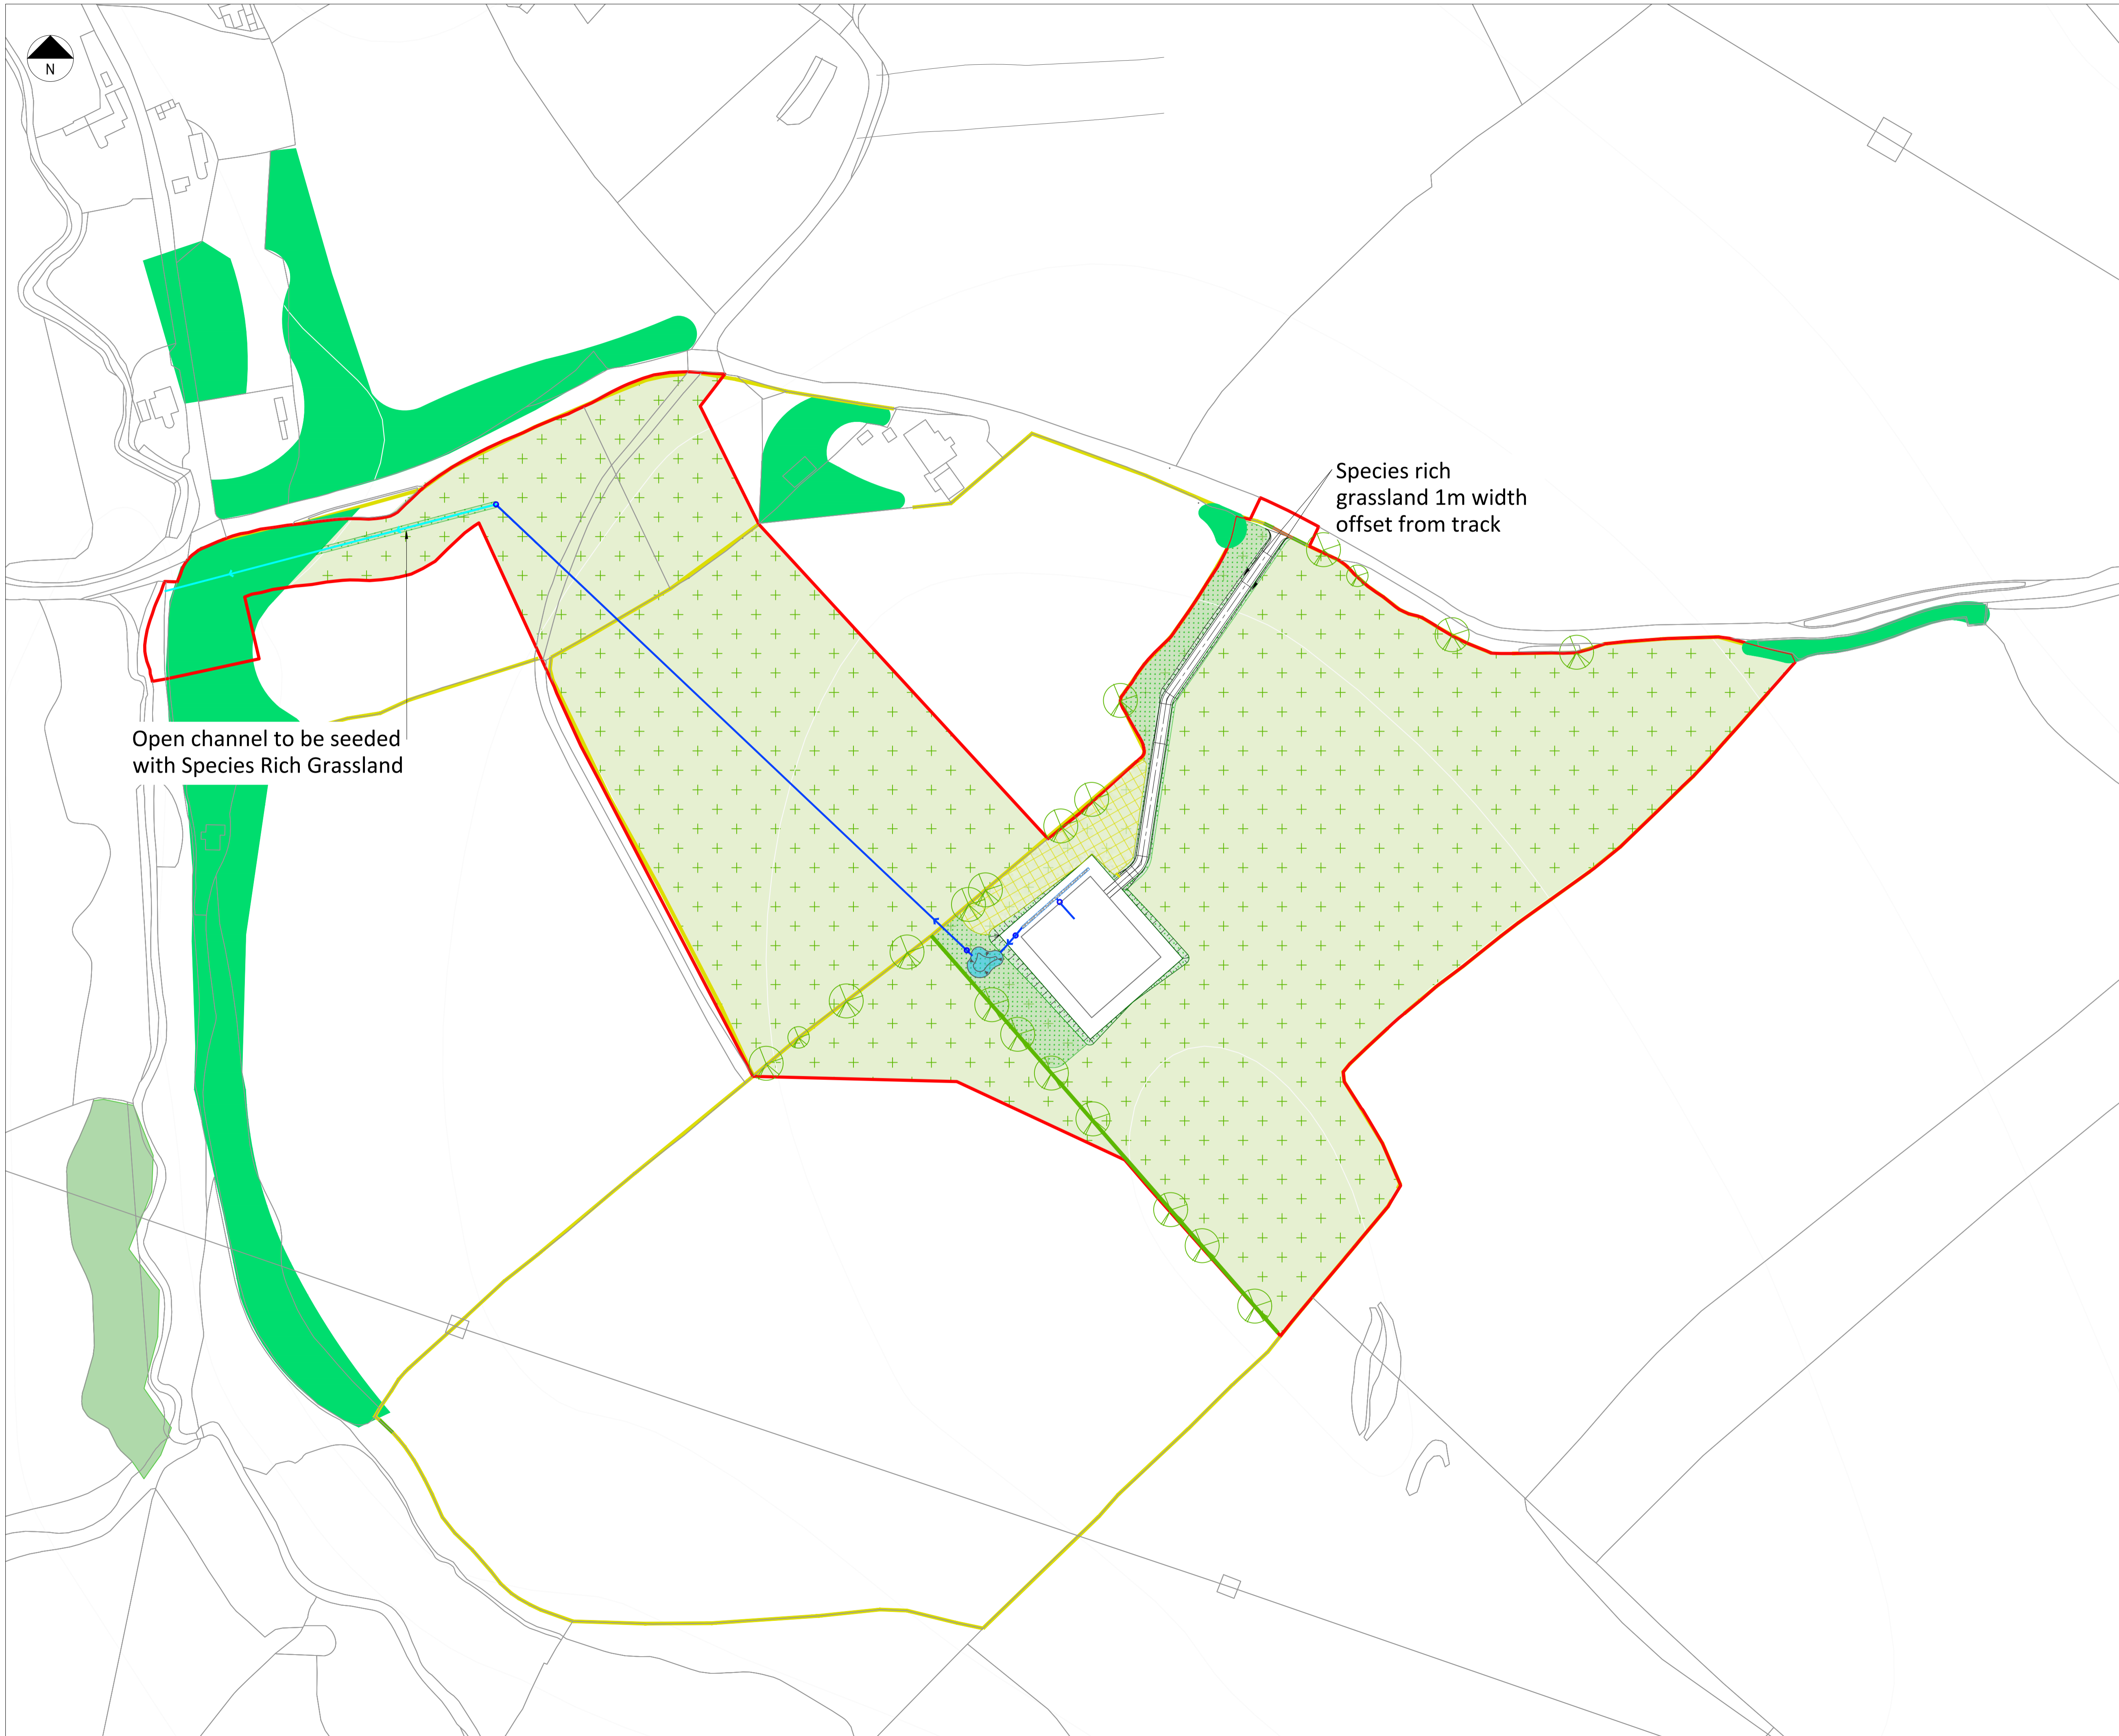 N
Species rich
grassland 1m width
offset from track
Open channel to be seeded
with Species Rich Grassland